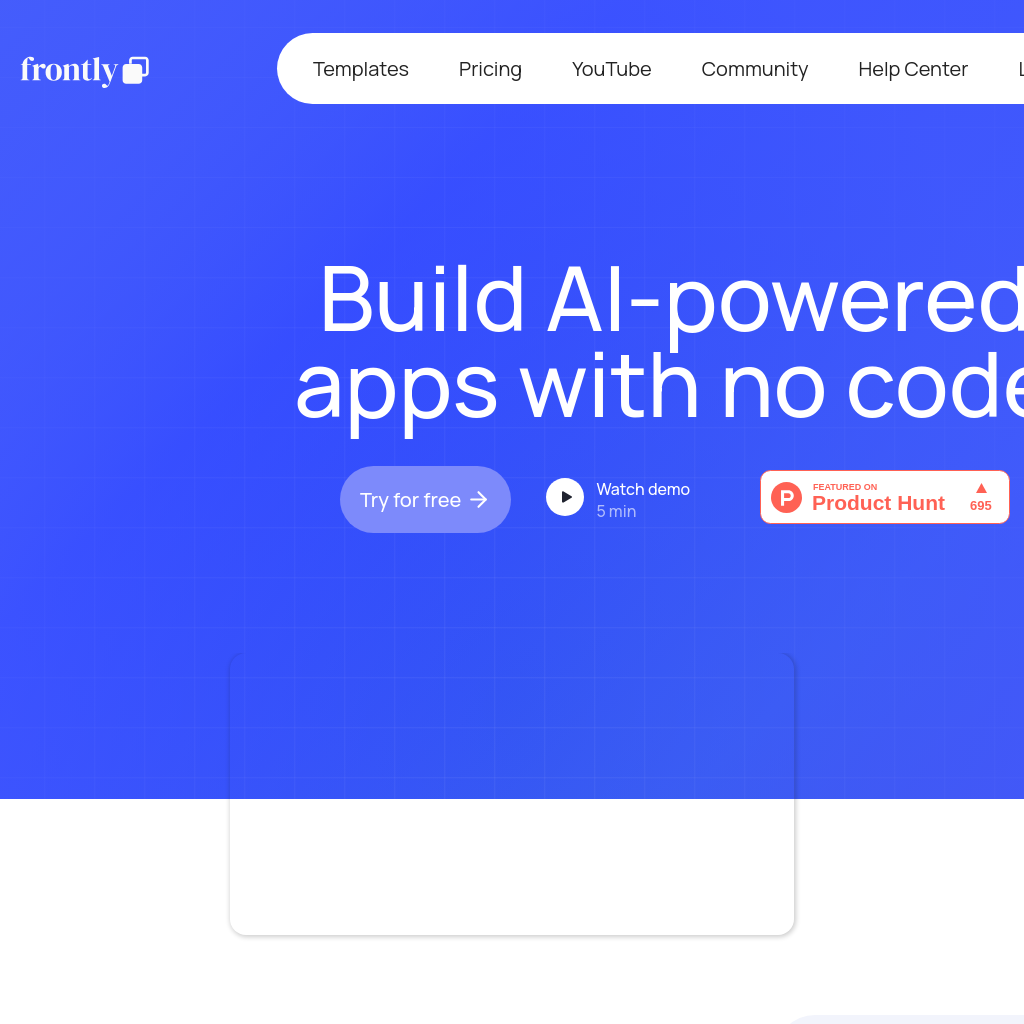 frontly
Templates Pricing YouTube Community Help Center
Build AI-powered
apps with no code
Try for free
Watch demo
5 min
FEATURED ON
Product Hunt
695